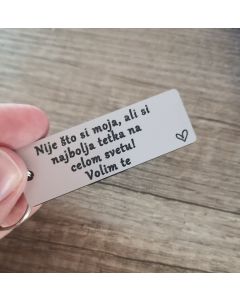 Nije što si moja, ali si
najbolja tetka na
celom svetu!
Volim te